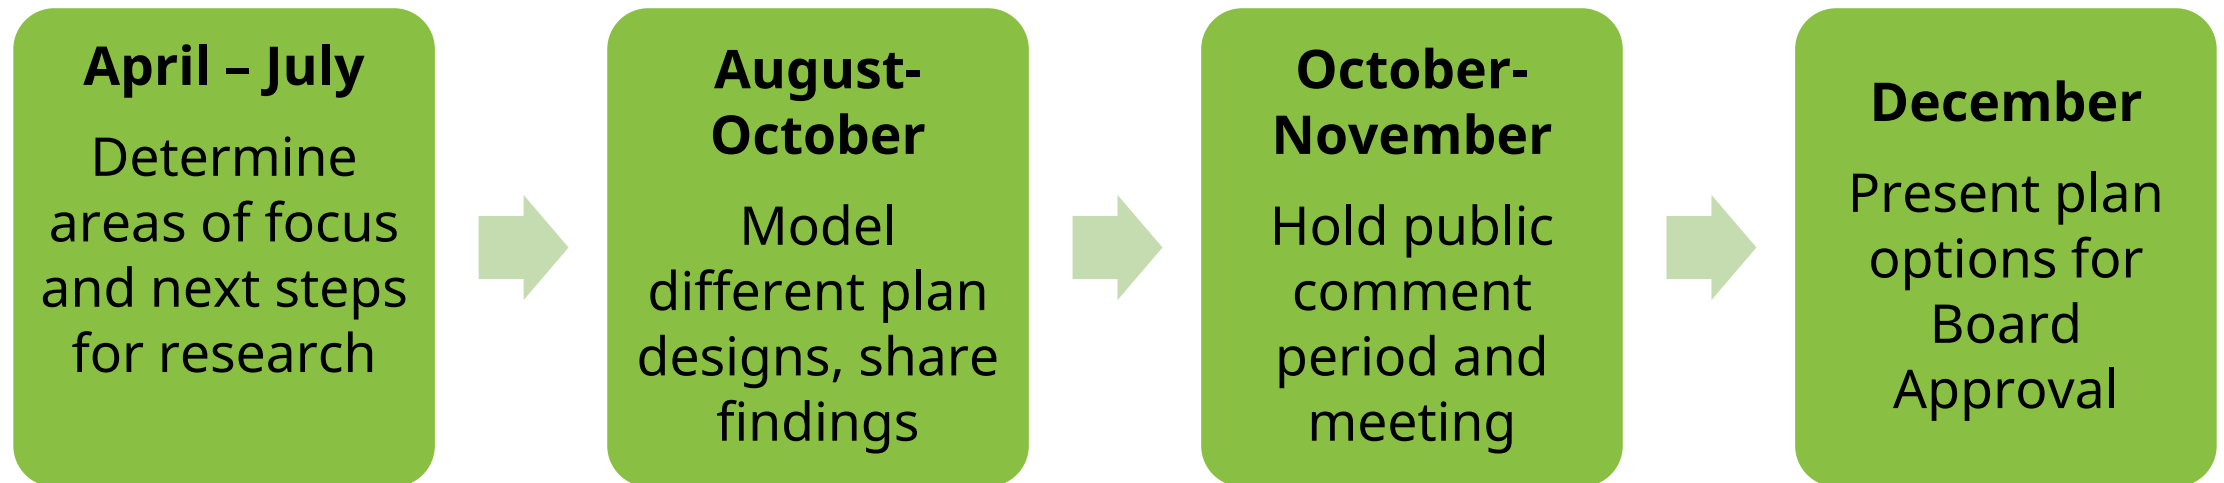 April – July
Determine
areas of focus
and next steps
for research
August-
October
Model
different plan
designs, share
findings
October-
November
Hold public
comment
period and
meeting
December
Present plan
options for
Board
Approval